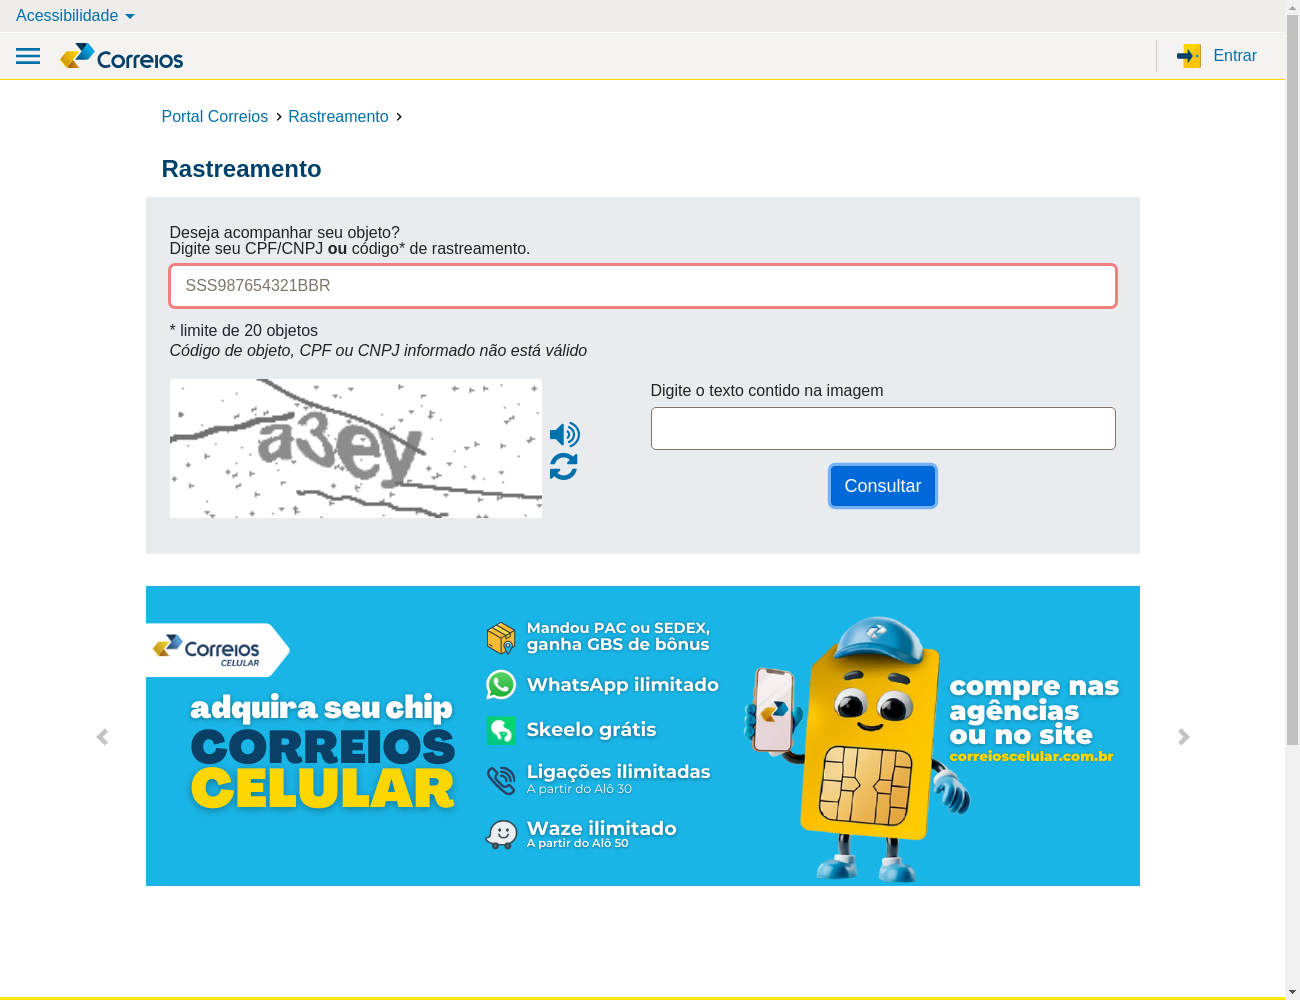 Acessibilidade
Correios
Entrar
Portal Correios
Rastreamento
Rastreamento
Deseja acompanhar seu objeto?
Digite seu CPF/CNPJ ou código* de rastreamento.
SSS987654321BBR
* limite de 20 objetos
Código de objeto, CPF ou CNPJ informado não está válido
a3ey
Digite o texto contido na imagem
Consultar
Correios
CELULAR
adquira seu chip
CORREIOS
CELULAR
Mandou PAC ou SEDEX,
ganha GBS de bônus
WhatsApp ilimitado
Skeelo grátis
Ligações ilimitadas
A partir do Alô 30
Waze ilimitado
A partir do Alô 50
compre nas
agências
ou no site
correioscelular.com.br